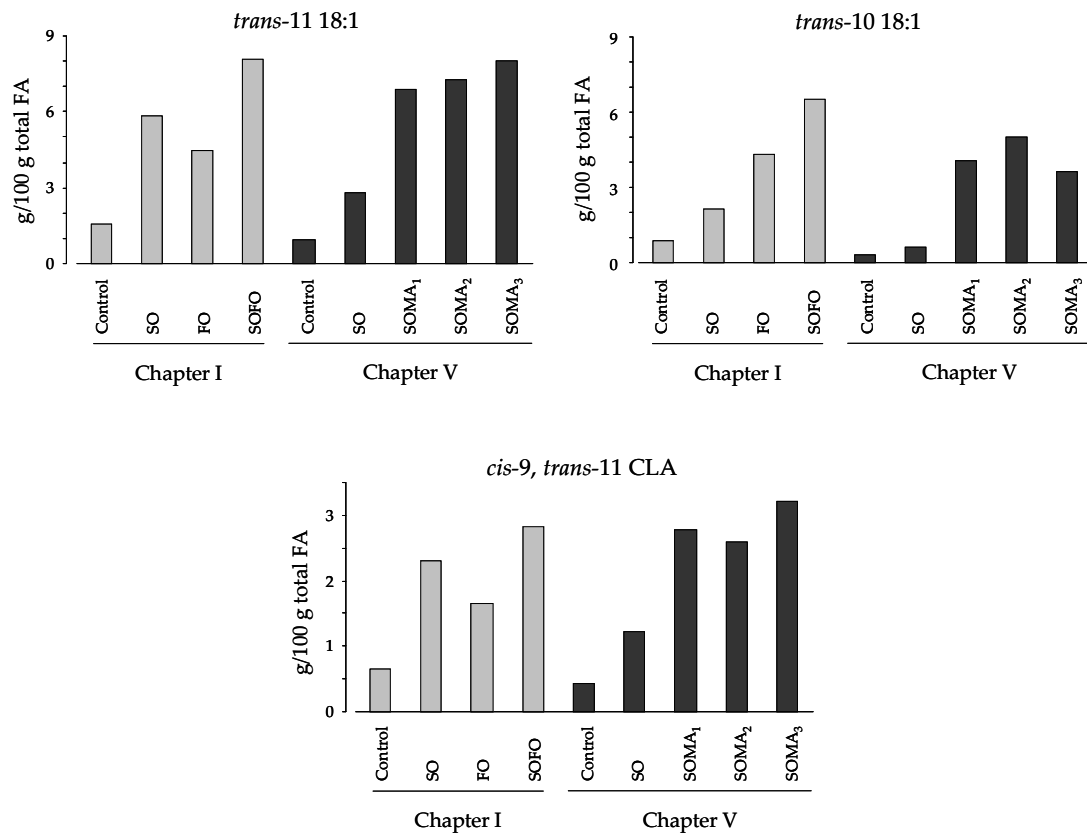 trans-11 18:1
g/100 g total FA
9
6
3
0
Control
SO
FO
SOFO
Control
SO
SOMA₁
SOMA₂
SOMA₃
Chapter I
Chapter V
trans-10 18:1
g/100 g total FA
9
6
3
0
Control
SO
FO
SOFO
Control
SO
SOMA₁
SOMA₂
SOMA₃
Chapter I
Chapter V
cis-9, trans-11 CLA
g/100 g total FA
3
2
1
0
Control
SO
FO
SOFO
Control
SO
SOMA₁
SOMA₂
SOMA₃
Chapter I
Chapter V